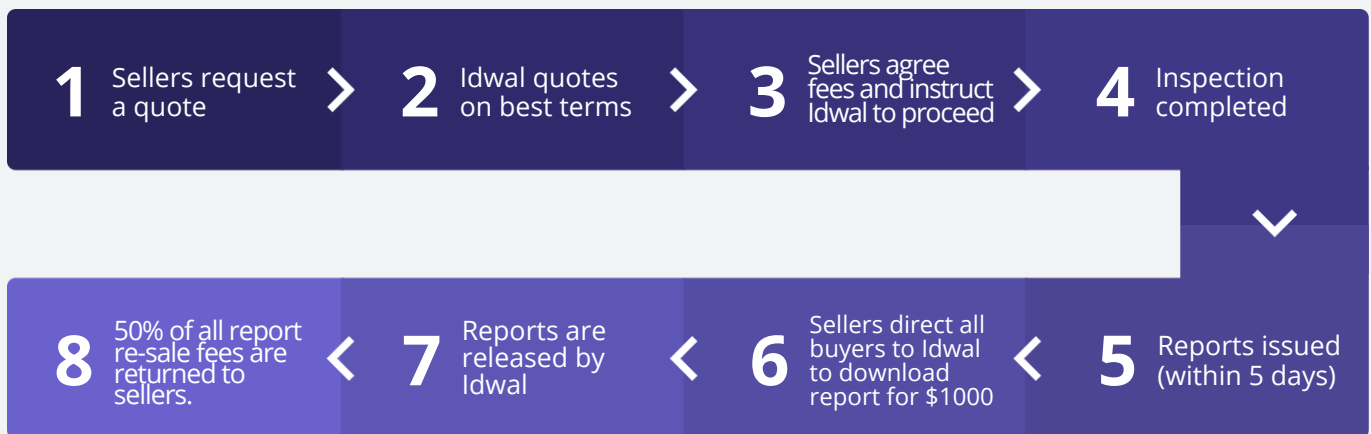 1
Sellers request
a quote
2
Idwal quotes
on best terms
3
Sellers agree
fees and instruct
Idwal to proceed
4
Inspection
completed
5
Reports issued
(within 5 days)
6
Sellers direct all
buyers to Idwal
to download
report for $1000
7
Reports are
released by
Idwal
8
50% of all report
re-sale fees are
returned to
sellers.